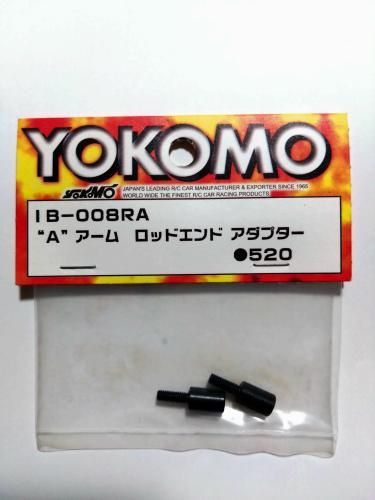 YOKOMO
YOKOMO
JAPAN'S LEADING R/C CAR MANUFACTURER & EXPORTER SINCE 1965
WORLD WIDE THE FINEST R/C CAR RACING PRODUCTS.
IB-008RA
“A”アーム ロッドエンド アダプター
●520